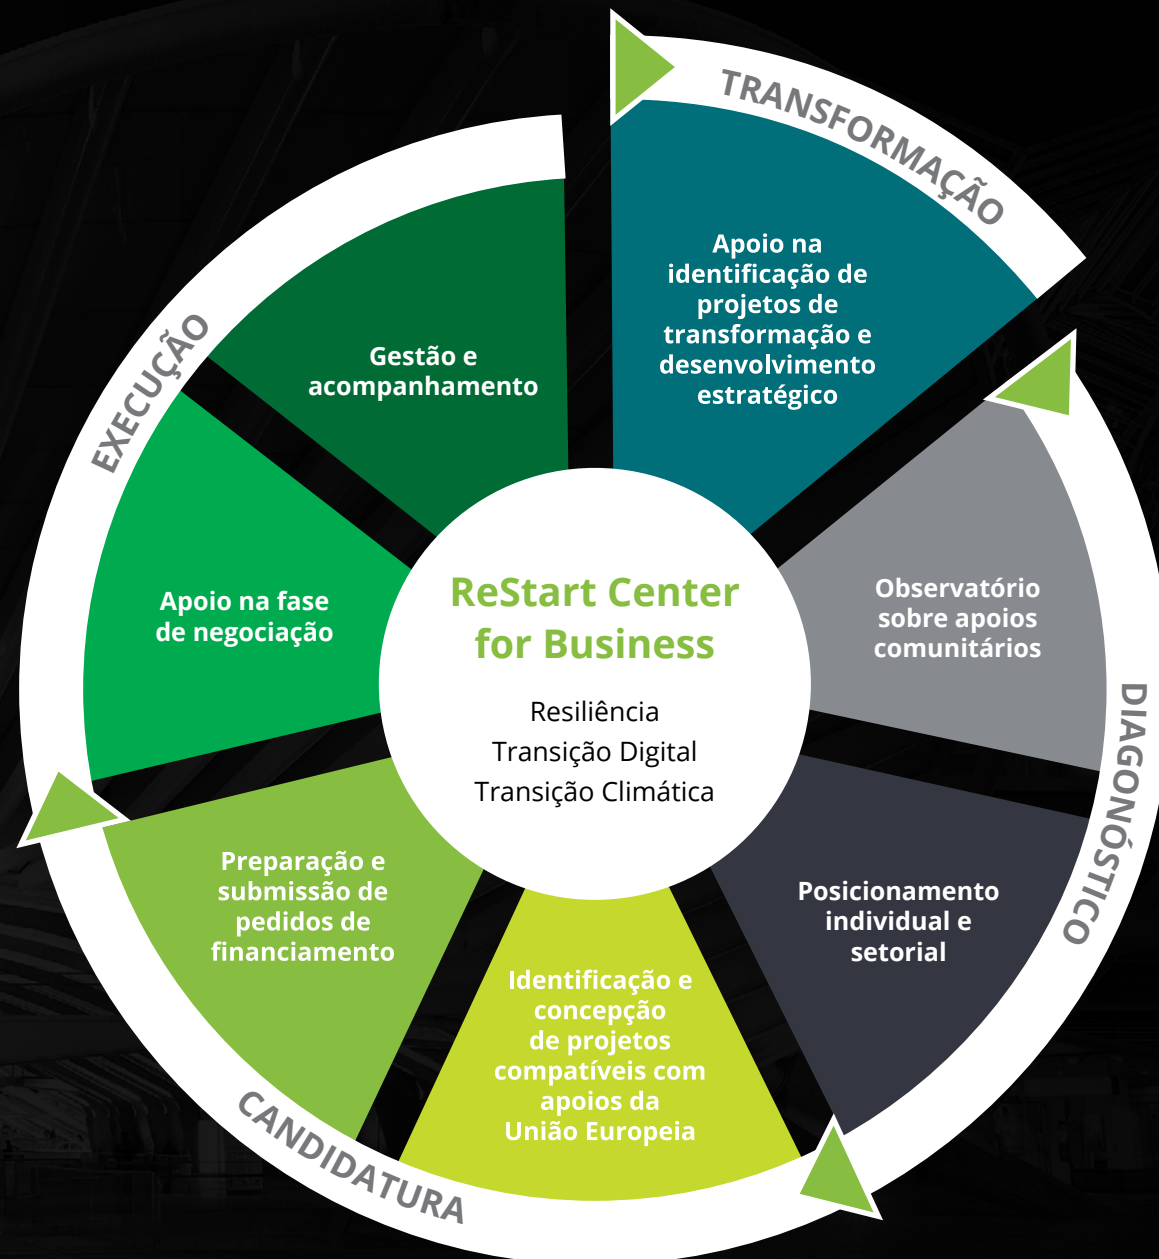 TRANSFORMAÇÃO
Apoio na
identificação de
projetos de
transformação e
desenvolvimento
estratégico
DIAGONÓSTICO
Observatório
sobre apoios
comunitários
Posicionamento
individual e
setorial
CANDIDATURA
Identificação e
concepção
de projetos
compatíveis com
apoios da
União Europeia
Preparação e
submissão de
pedidos de
financiamento
EXECUÇÃO
Apoio na fase
de negociação
Gestão e
acompanhamento
ReStart Center
for Business
Resiliência
Transição Digital
Transição Climática